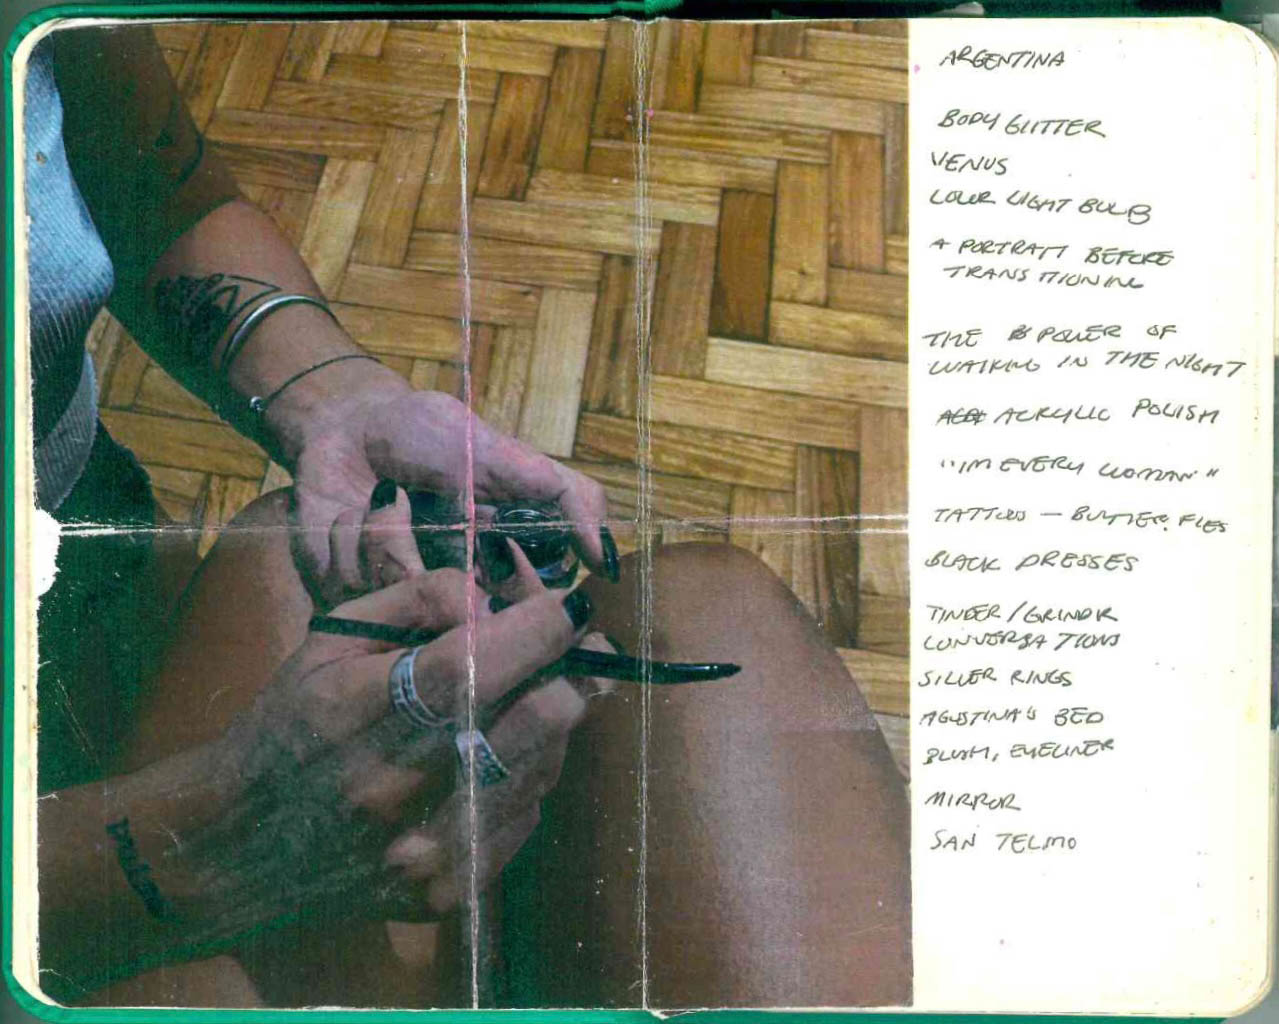 ARGENTINA
BODY GLITTER
VENUS
COLOR LIGHT BULB
A PORTRAIT BEFORE
TRANSITIONING
THE POWER OF
WALKING IN THE NIGHT
ACRYLIC POLISH
"IM EVERY WOMAN"
TATTOOS — BUTTERFLIES
BLACK DRESSES
TINDER/GRINDR
CONVERSATIONS
SILVER RINGS
AGUSTINA'S BED
BLUSH, EYELINER
MIRROR
SAN TELMO